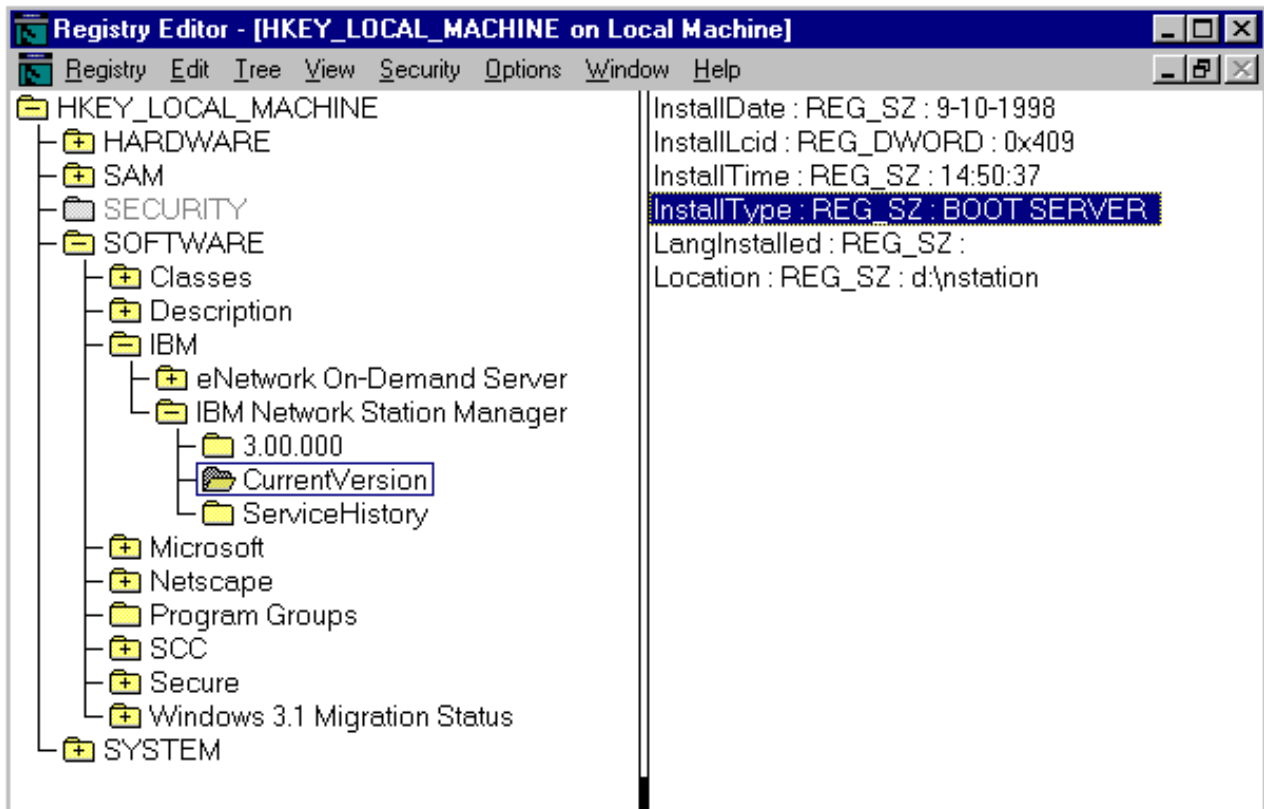 Registry Editor - [HKEY_LOCAL_MACHINE on Local Machine]
Registry Edit Tree View Security Options Window Help
HKEY_LOCAL_MACHINE
HARDWARE
SAM
SECURITY
SOFTWARE
Classes
Description
IBM
eNetwork On-Demand Server
IBM Network Station Manager
3.00.000
CurrentVersion
ServiceHistory
Microsoft
Netscape
Program Groups
SCC
Secure
Windows 3.1 Migration Status
SYSTEM
InstallDate : REG_SZ : 9-10-1998
InstallLcid : REG_DWORD : 0x409
InstallTime : REG_SZ : 14:50:37
InstallType : REG_SZ : BOOT SERVER
LangInstalled : REG_SZ :
Location : REG_SZ : d:\nstation